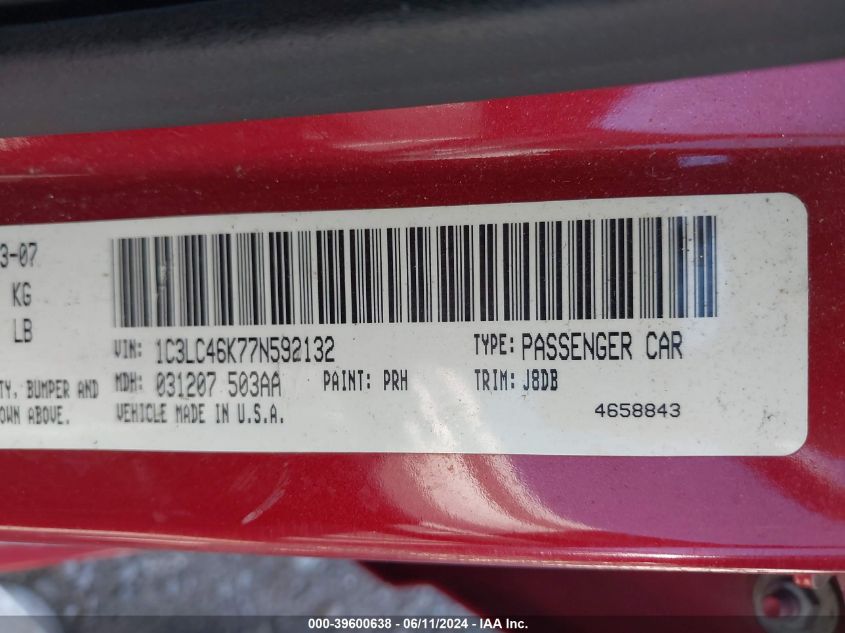 3-07
KG
LB
VIN: 1C3LC46K77N592132 TYPE: PASSENGER CAR
TY, BUMPER AND MDH: 031207 503AA PAINT: PRH TRIM: J8DB
OWN ABOVE. VEHICLE MADE IN U.S.A. 4658843
000-39600638 - 06/11/2024 - IAA Inc.